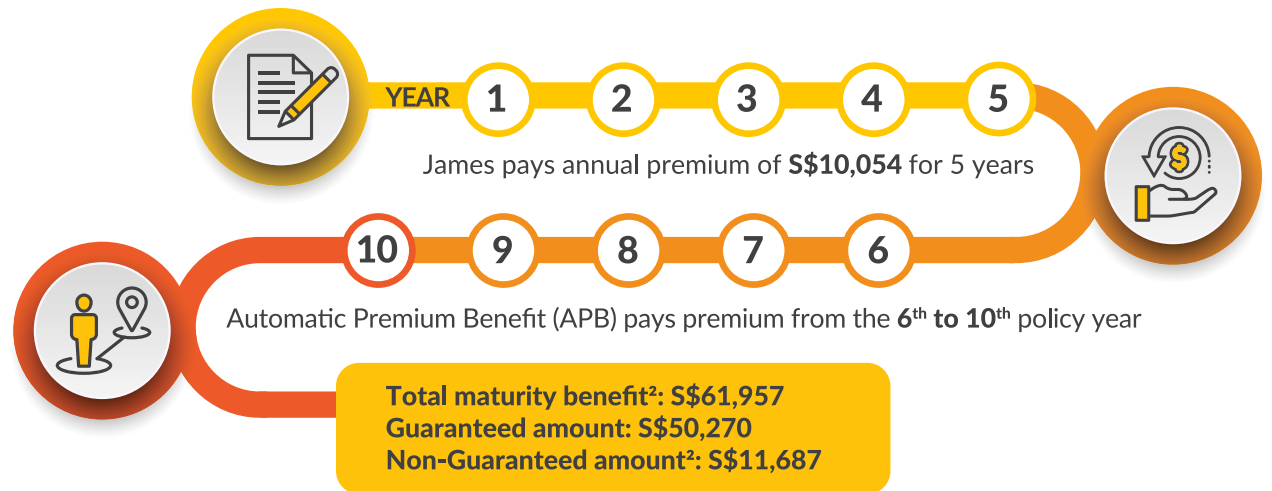 YEAR 1 2 3 4 5
James pays annual premium of S$10,054 for 5 years
$
10 9 8 7 6
Automatic Premium Benefit (APB) pays premium from the 6th to 10th policy year
Total maturity benefit²: S$61,957
Guaranteed amount: S$50,270
Non-Guaranteed amount²: S$11,687